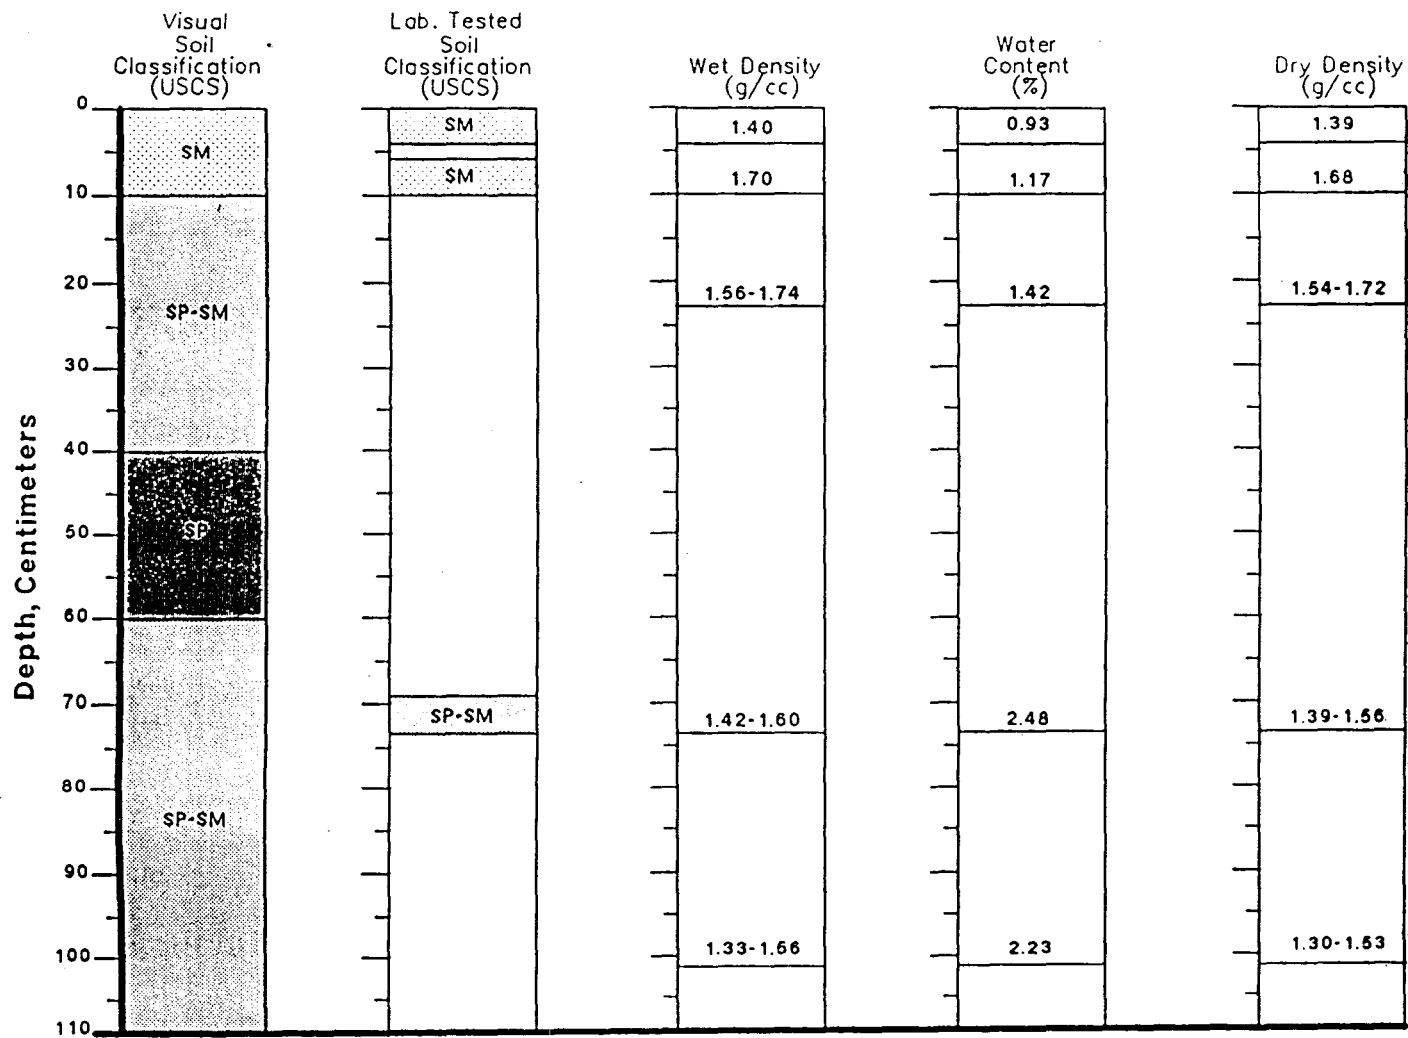 Visual
Soil
Classification
(USCS)
Lab. Tested
Soil
Classification
(USCS)
Wet Density
(g/cc)
Water
Content
(%)
Dry Density
(g/cc)
Depth, Centimeters
0
10
20
30
40
50
60
70
80
90
100
110
SM
SP-SM
SP
SP-SM
SM
SM
SP-SM
1.40
1.70
1.56-1.74
1.42-1.60
1.33-1.56
0.93
1.17
1.42
2.48
2.23
1.39
1.68
1.54-1.72
1.39-1.56
1.30-1.53